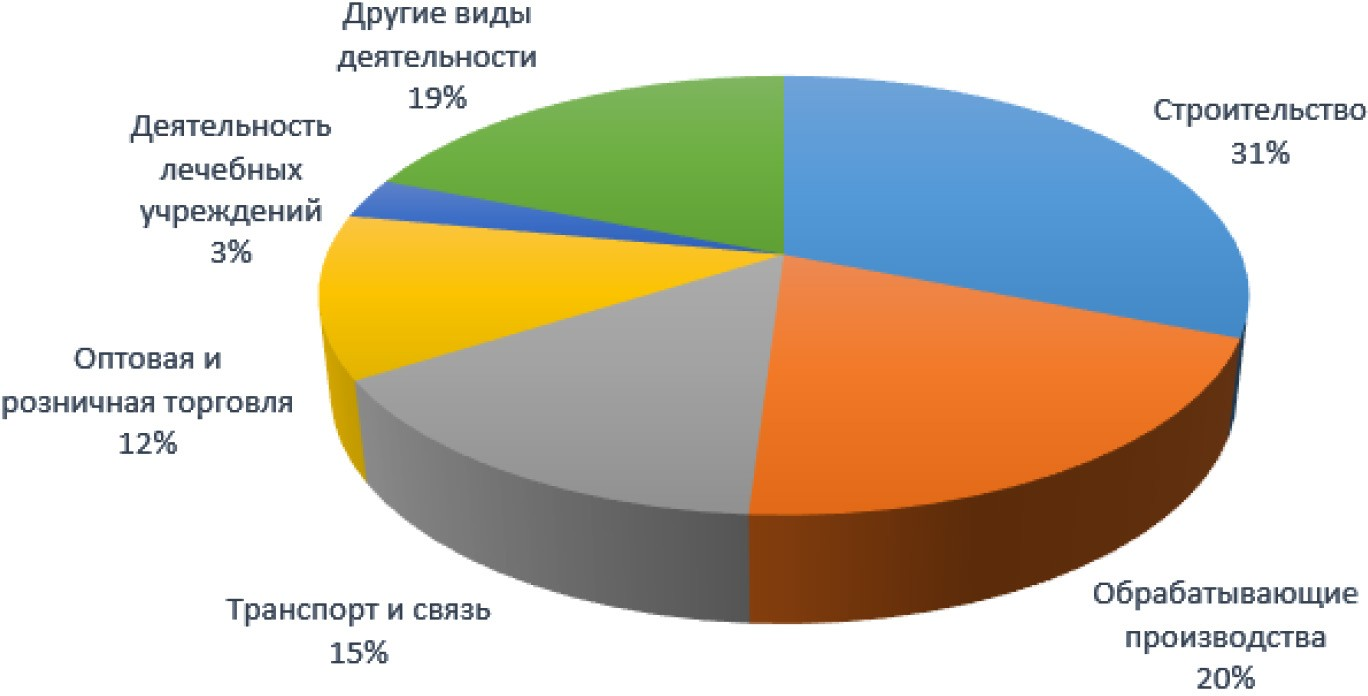 Другие виды
деятельности
19%
Строительство
31%
Деятельность
лечебных
учреждений
3%
Оптовая и
розничная торговля
12%
Транспорт и связь
15%
Обрабатывающие
производства
20%